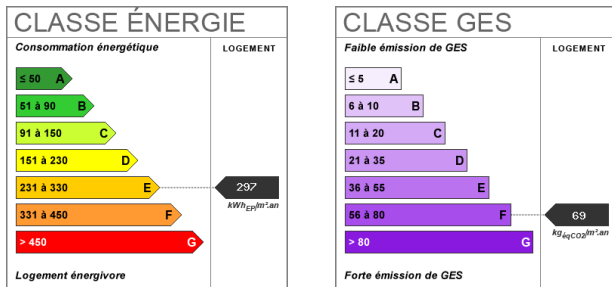 CLASSE ÉNERGIE
Consommation énergétique
LOGEMENT
≤ 50 A
51 à 90 B
91 à 150 C
151 à 230 D
231 à 330 E
297
kWhEP/m².an
331 à 450 F
> 450 G
Logement énergivore
CLASSE GES
Faible émission de GES
LOGEMENT
≤ 5 A
6 à 10 B
11 à 20 C
21 à 35 D
36 à 55 E
56 à 80 F
69
kgéqCO2/m².an
> 80 G
Forte émission de GES